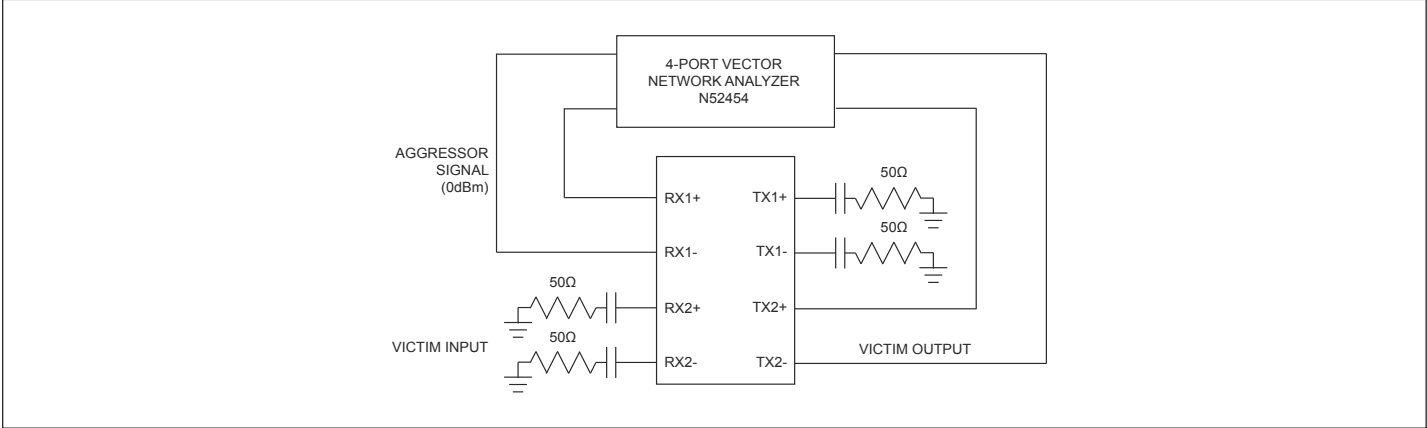 4-PORT VECTOR
NETWORK ANALYZER
N52454
AGGRESSOR
SIGNAL
(0dBm)
RX1+
TX1+
50Ω
RX1-
TX1-
50Ω
50Ω
RX2+
TX2+
VICTIM INPUT
50Ω
RX2-
TX2-
VICTIM OUTPUT